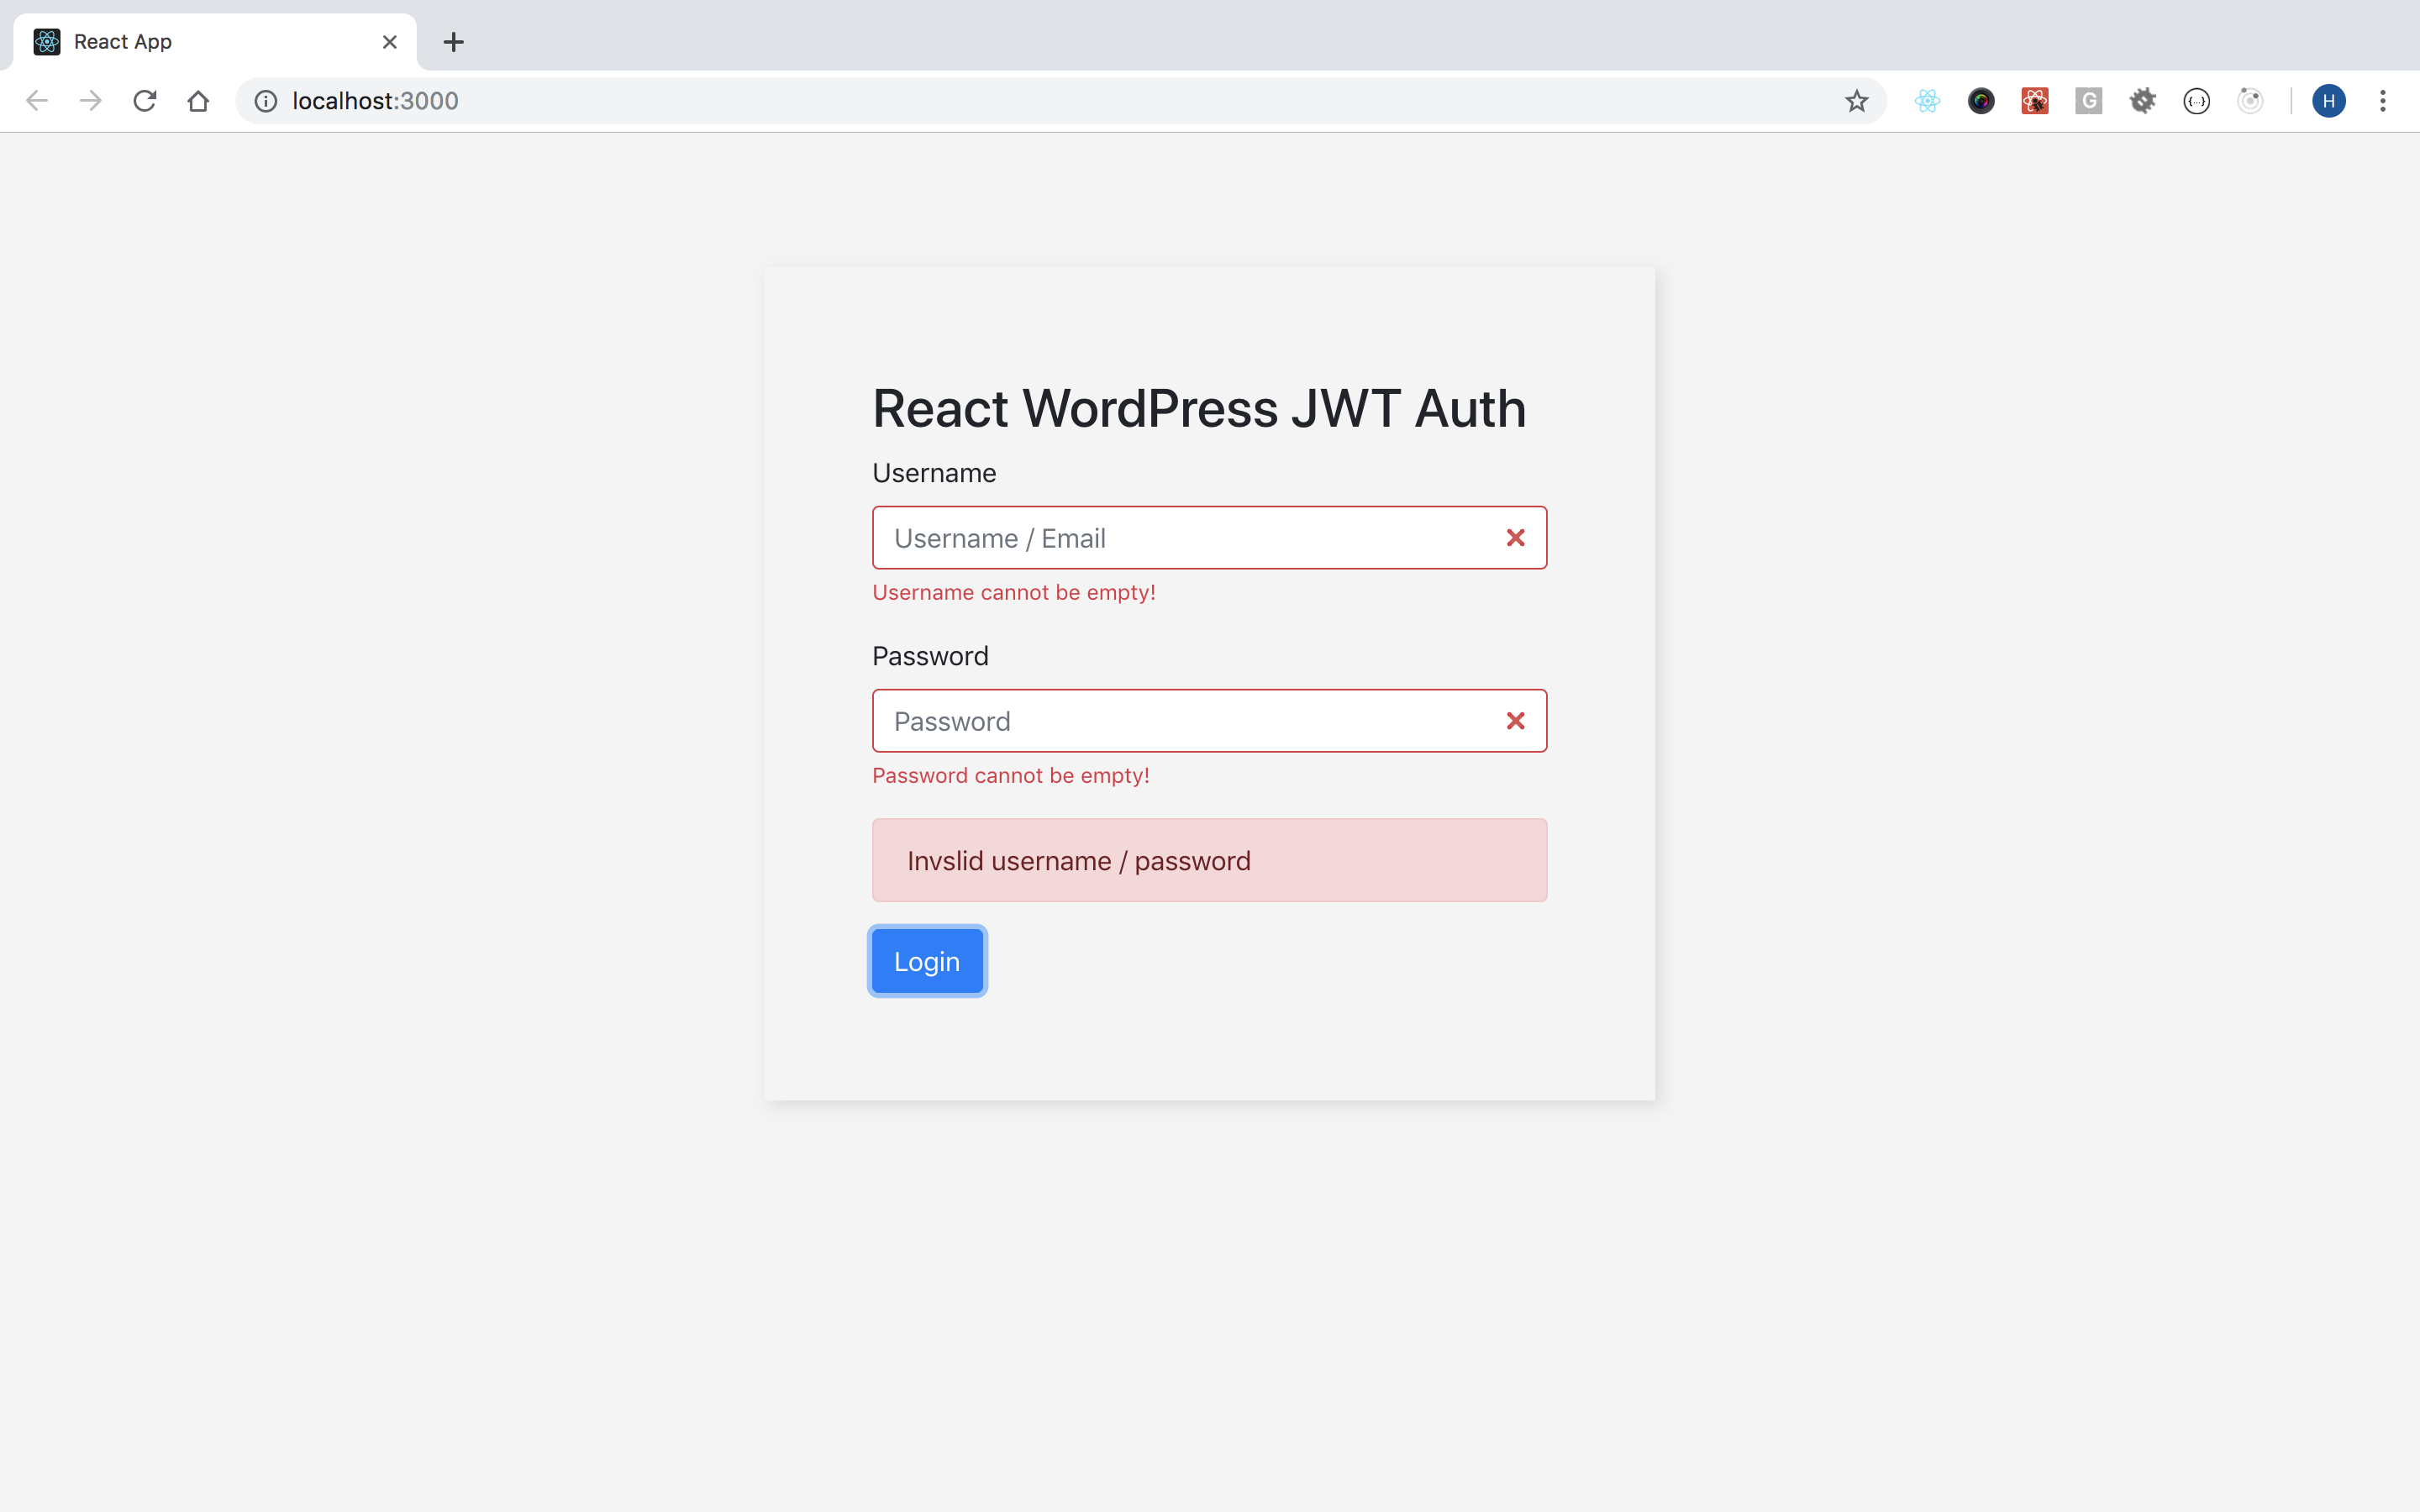 React App
localhost:3000
G
{...}
H
React WordPress JWT Auth
Username
Username / Email
Username cannot be empty!
Password
Password
Password cannot be empty!
Invslid username / password
Login